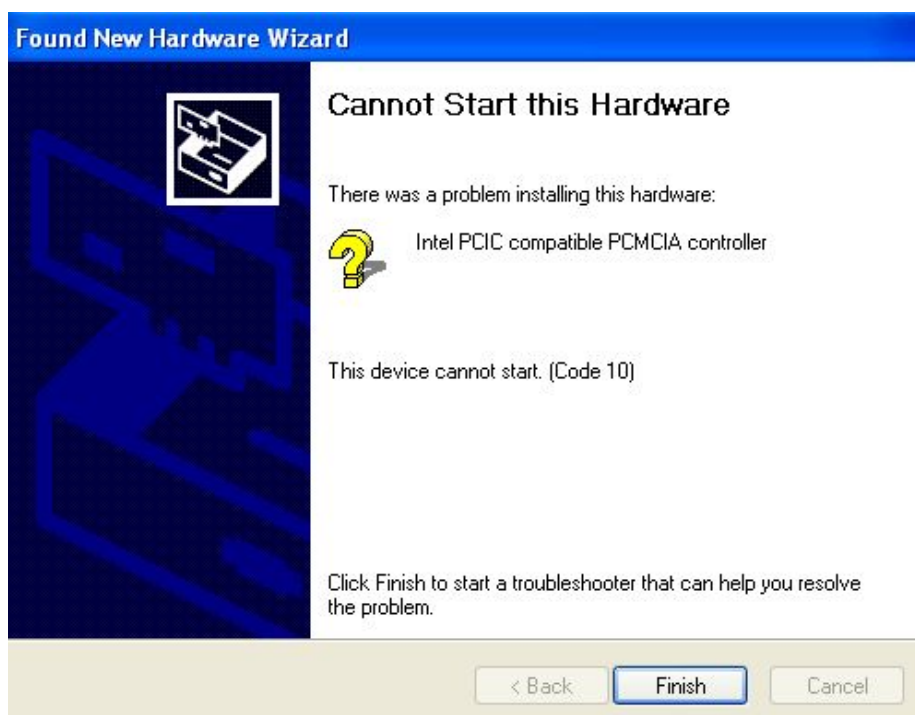 Found New Hardware Wizard
Cannot Start this Hardware
There was a problem installing this hardware:
Intel PCIC compatible PCMCIA controller
This device cannot start. (Code 10)
Click Finish to start a troubleshooter that can help you resolve
the problem.
< Back
Finish
Cancel